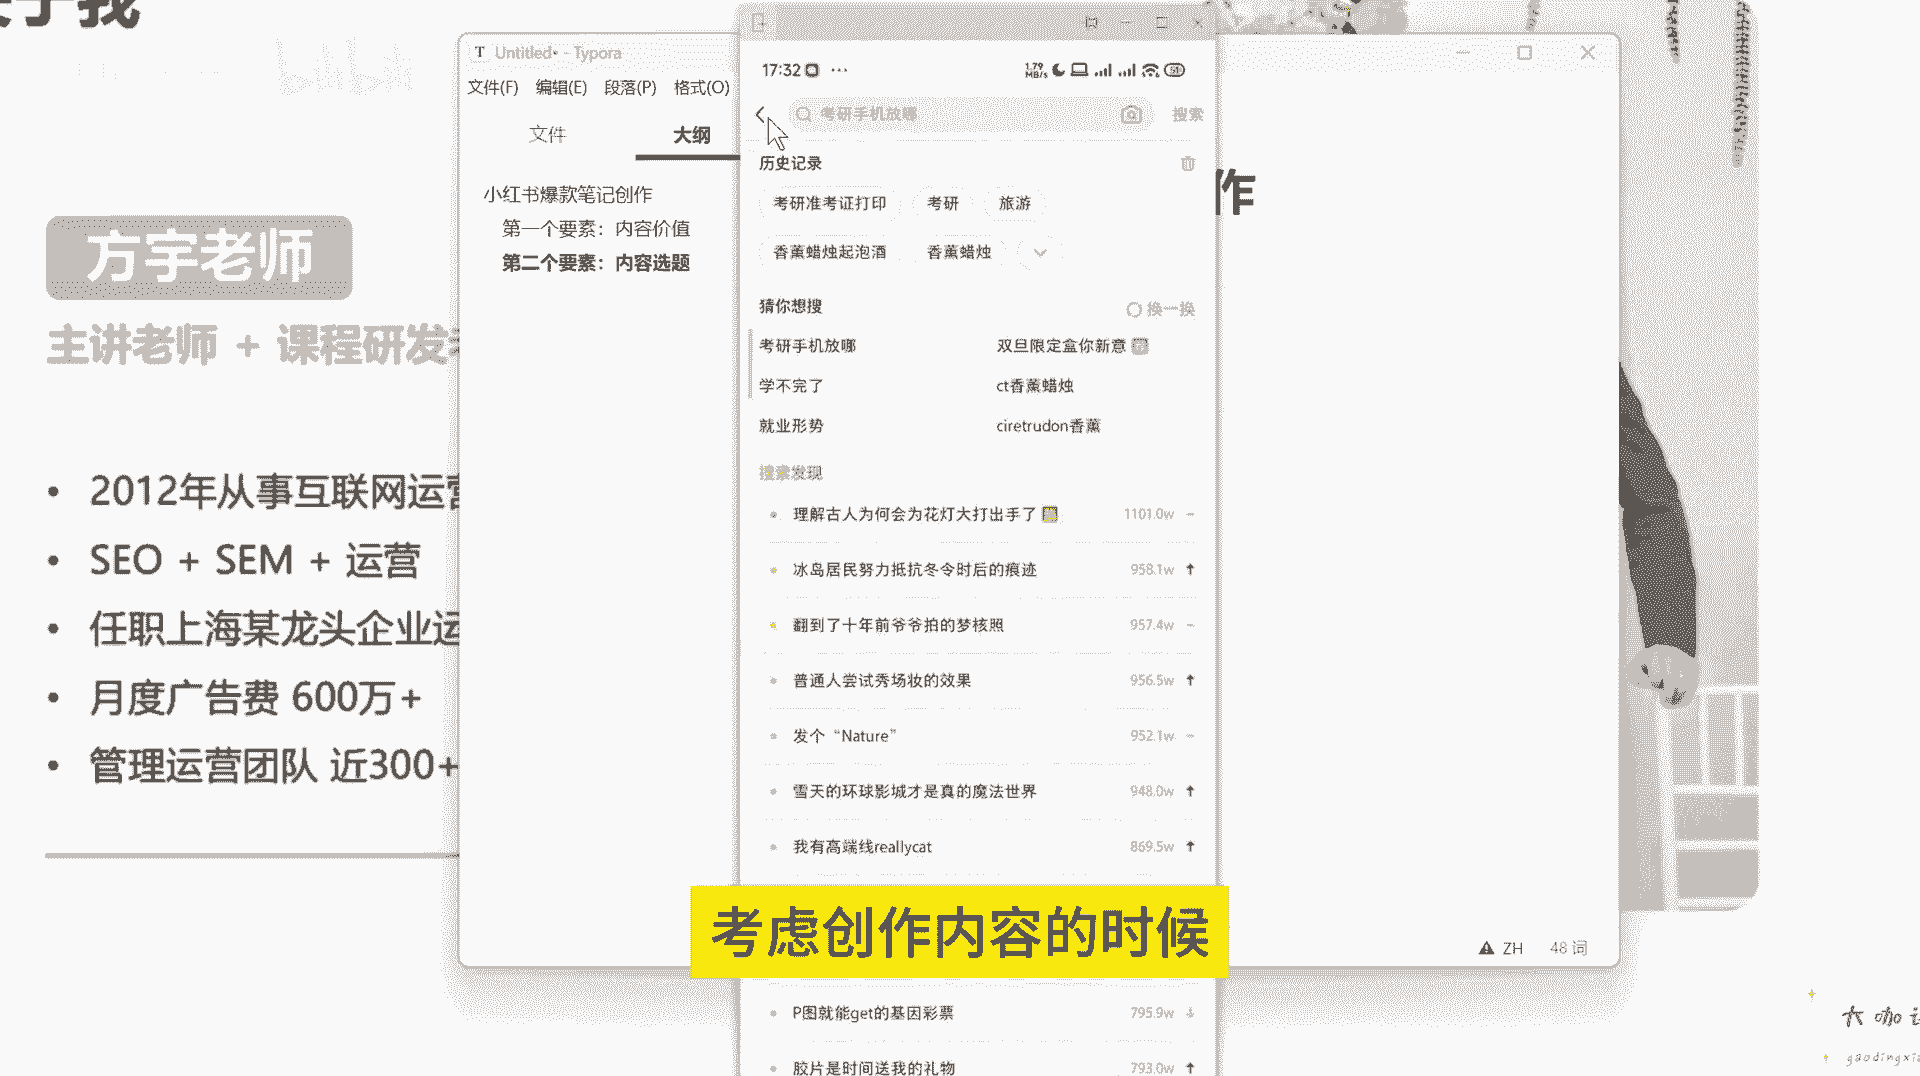 于我
bilibili
方宇老师
主讲老师 + 课程研发
2012年从事互联网运营
SEO + SEM + 运营
任职上海某龙头企业运
月度广告费 600万+
管理运营团队 近300+
Untitled• - Typora
文件(F) 编辑(E) 段落(P) 格式(O)
文件 大纲
小红书爆款笔记创作
第一个要素：内容价值
第二个要素：内容选题
作
17:32 ···
1.79 MB/s
51
考研手机放哪 搜索
历史记录
考研准考证打印 考研 旅游
香薰蜡烛起泡酒 香薰蜡烛
猜你想搜 换一换
考研手机放哪 双旦限定盒你新意
学不完了 ct香薰蜡烛
就业形势 ciretrudon香薰
搜索发现
理解古人为何会为花灯大打出手了 1101.0w
冰岛居民努力抵抗冬令时后的痕迹 958.1w
翻到了十年前爷爷拍的梦核照 957.4w
普通人尝试秀场妆的效果 956.5w
发个“Nature” 952.1w
雪天的环球影城才是真的魔法世界 948.0w
我有高端线reallycat 869.5w
考虑创作内容的时候
P图就能get的基因彩票 795.9w
胶片是时间送我的礼物 793.0w
ZH 48 词
大咖
gaodingxia